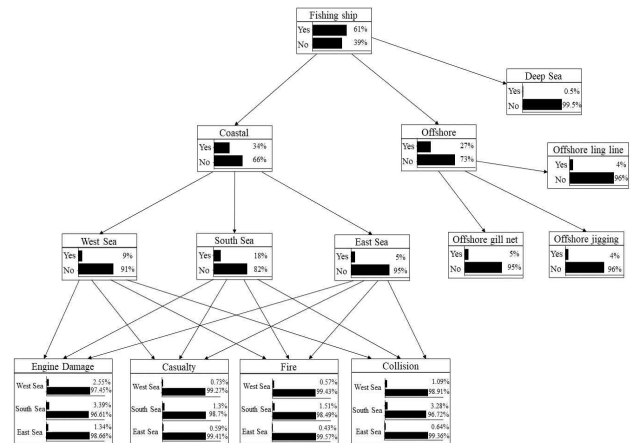 Fishing ship
Yes 61%
No 39%
Deep Sea
Yes 0.5%
No 99.5%
Coastal
Yes 34%
No 66%
Offshore
Yes 27%
No 73%
Offshore ling line
Yes 4%
No 96%
West Sea
Yes 9%
No 91%
South Sea
Yes 18%
No 82%
East Sea
Yes 5%
No 95%
Offshore gill net
Yes 5%
No 95%
Offshore jigging
Yes 4%
No 96%
Engine Damage
West Sea 2.55%
97.45%
South Sea 3.39%
96.61%
East Sea 1.34%
98.66%
Casualty
West Sea 0.73%
99.27%
South Sea 1.3%
98.7%
East Sea 0.59%
99.41%
Fire
West Sea 0.57%
99.43%
South Sea 1.51%
98.49%
East Sea 0.43%
99.57%
Collision
West Sea 1.09%
98.91%
South Sea 3.28%
96.72%
East Sea 0.64%
99.36%